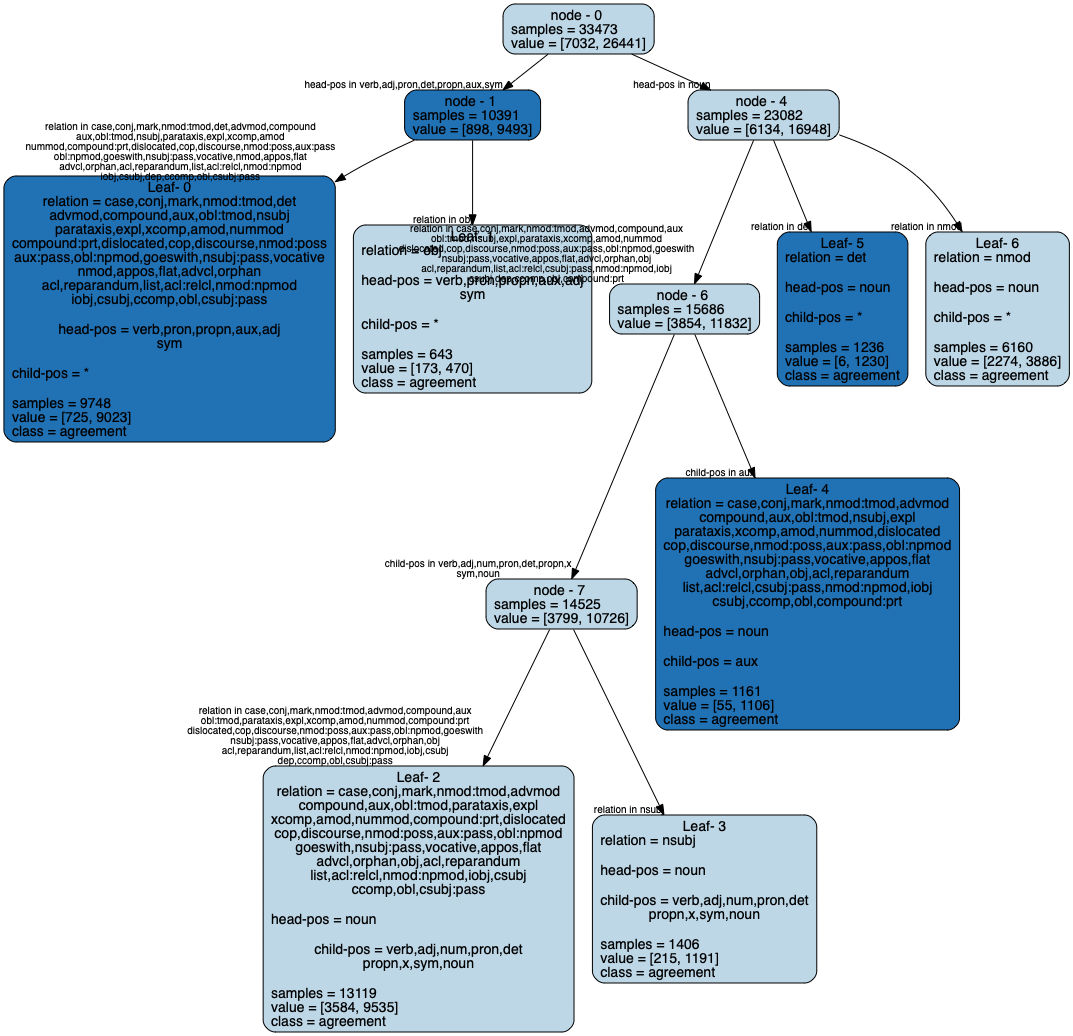 node - 0
samples = 33473
value = [7032, 26441]
head-pos in verb,adj,pron,det,propn,aux,sym
head-pos in noun
node - 1
samples = 10391
value = [898, 9493]
node - 4
samples = 23082
value = [6134, 16948]
relation in case,conj,mark,nmod:tmod,det,advmod,compound
aux,obl:tmod,nsubj,parataxis,expl,xcomp,amod
nummod,compound:prt,dislocated,cop,discourse,nmod:poss,aux:pass
obl:npmod,goeswith,nsubj:pass,vocative,nmod,appos,flat
advcl,orphan,acl,reparandum,list,acl:relcl,nmod:npmod
iobj,csubj,dep,ccomp,obl,csubj:pass
Leaf- 0
relation = case,conj,mark,nmod:tmod,det
advmod,compound,aux,obl:tmod,nsubj
parataxis,expl,xcomp,amod,nummod
compound:prt,dislocated,cop,discourse,nmod:poss
aux:pass,obl:npmod,goeswith,nsubj:pass,vocative
nmod,appos,flat,advcl,orphan
acl,reparandum,list,acl:relcl,nmod:npmod
iobj,csubj,ccomp,obl,csubj:pass
head-pos = verb,pron,propn,aux,adj
sym
child-pos = *
samples = 9748
value = [725, 9023]
class = agreement
relation in obj
Leaf- 1
relation = obj
head-pos = verb,pron,propn,aux,adj
sym
child-pos = *
samples = 643
value = [173, 470]
class = agreement
relation in case,conj,mark,nmod:tmod,advmod,compound,aux
obl:tmod,nsubj,expl,parataxis,xcomp,amod,nummod
dislocated,cop,discourse,nmod:poss,aux:pass,obl:npmod,goeswith
nsubj:pass,vocative,appos,flat,advcl,orphan,obj
acl,reparandum,list,acl:relcl,csubj:pass,nmod:npmod,iobj
csubj,dep,ccomp,obl,compound:prt
node - 6
samples = 15686
value = [3854, 11832]
relation in det
Leaf- 5
relation = det
head-pos = noun
child-pos = *
samples = 1236
value = [6, 1230]
class = agreement
relation in nmod
Leaf- 6
relation = nmod
head-pos = noun
child-pos = *
samples = 6160
value = [2274, 3886]
class = agreement
child-pos in aux
Leaf- 4
relation = case,conj,mark,nmod:tmod,advmod
compound,aux,obl:tmod,nsubj,expl
parataxis,xcomp,amod,nummod,dislocated
cop,discourse,nmod:poss,aux:pass,obl:npmod
goeswith,nsubj:pass,vocative,appos,flat
advcl,orphan,obj,acl,reparandum
list,acl:relcl,csubj:pass,nmod:npmod,iobj
csubj,ccomp,obl,compound:prt
head-pos = noun
child-pos = aux
samples = 1161
value = [55, 1106]
class = agreement
child-pos in verb,adj,num,pron,det,propn,x
sym,noun
node - 7
samples = 14525
value = [3799, 10726]
relation in case,conj,mark,nmod:tmod,advmod,compound,aux
obl:tmod,parataxis,expl,xcomp,amod,nummod,compound:prt
dislocated,cop,discourse,nmod:poss,aux:pass,obl:npmod,goeswith
nsubj:pass,vocative,appos,flat,advcl,orphan,obj
acl,reparandum,list,acl:relcl,nmod:npmod,iobj,csubj
dep,ccomp,obl,csubj:pass
Leaf- 2
relation = case,conj,mark,nmod:tmod,advmod
compound,aux,obl:tmod,parataxis,expl
xcomp,amod,nummod,compound:prt,dislocated
cop,discourse,nmod:poss,aux:pass,obl:npmod
goeswith,nsubj:pass,vocative,appos,flat
advcl,orphan,obj,acl,reparandum
list,acl:relcl,nmod:npmod,iobj,csubj
ccomp,obl,csubj:pass
head-pos = noun
child-pos = verb,adj,num,pron,det
propn,x,sym,noun
samples = 13119
value = [3584, 9535]
class = agreement
relation in nsubj
Leaf- 3
relation = nsubj
head-pos = noun
child-pos = verb,adj,num,pron,det
propn,x,sym,noun
samples = 1406
value = [215, 1191]
class = agreement